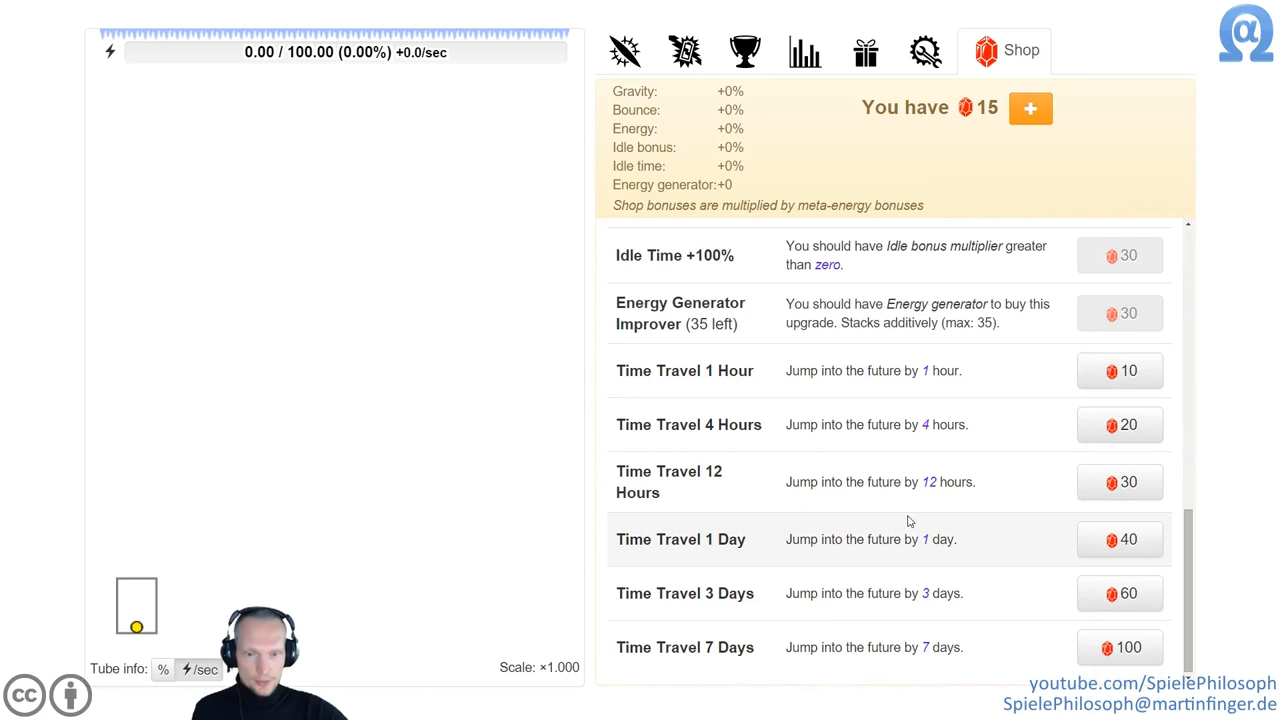 0.00 / 100.00 (0.00%) +0.0/sec
Shop
α
Ω
Gravity: +0%
Bounce: +0%
Energy: +0%
Idle bonus: +0%
Idle time: +0%
Energy generator: +0
Shop bonuses are multiplied by meta-energy bonuses
You have 15 +
Idle Time +100%
You should have Idle bonus multiplier greater
than zero.
30
Energy Generator
Improver (35 left)
You should have Energy generator to buy this
upgrade. Stacks additively (max: 35).
30
Time Travel 1 Hour Jump into the future by 1 hour. 10
Time Travel 4 Hours Jump into the future by 4 hours. 20
Time Travel 12
Hours
Jump into the future by 12 hours. 30
Time Travel 1 Day Jump into the future by 1 day. 40
Time Travel 3 Days Jump into the future by 3 days. 60
Time Travel 7 Days Jump into the future by 7 days. 100
Tube info: % /sec
Scale: ×1.000
cc
youtube.com/SpielePhilosoph
SpielePhilosoph@martinfinger.de